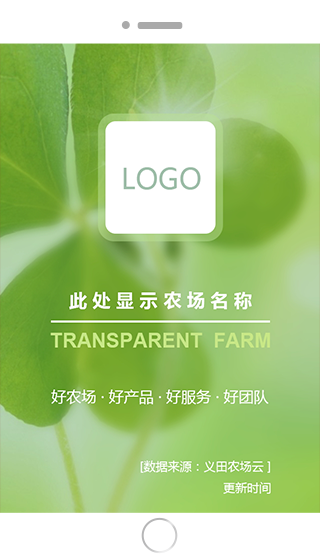 LOGO
此处显示农场名称
TRANSPARENT FARM
好农场 · 好产品 · 好服务 · 好团队
[数据来源：义田农场云 ]
更新时间